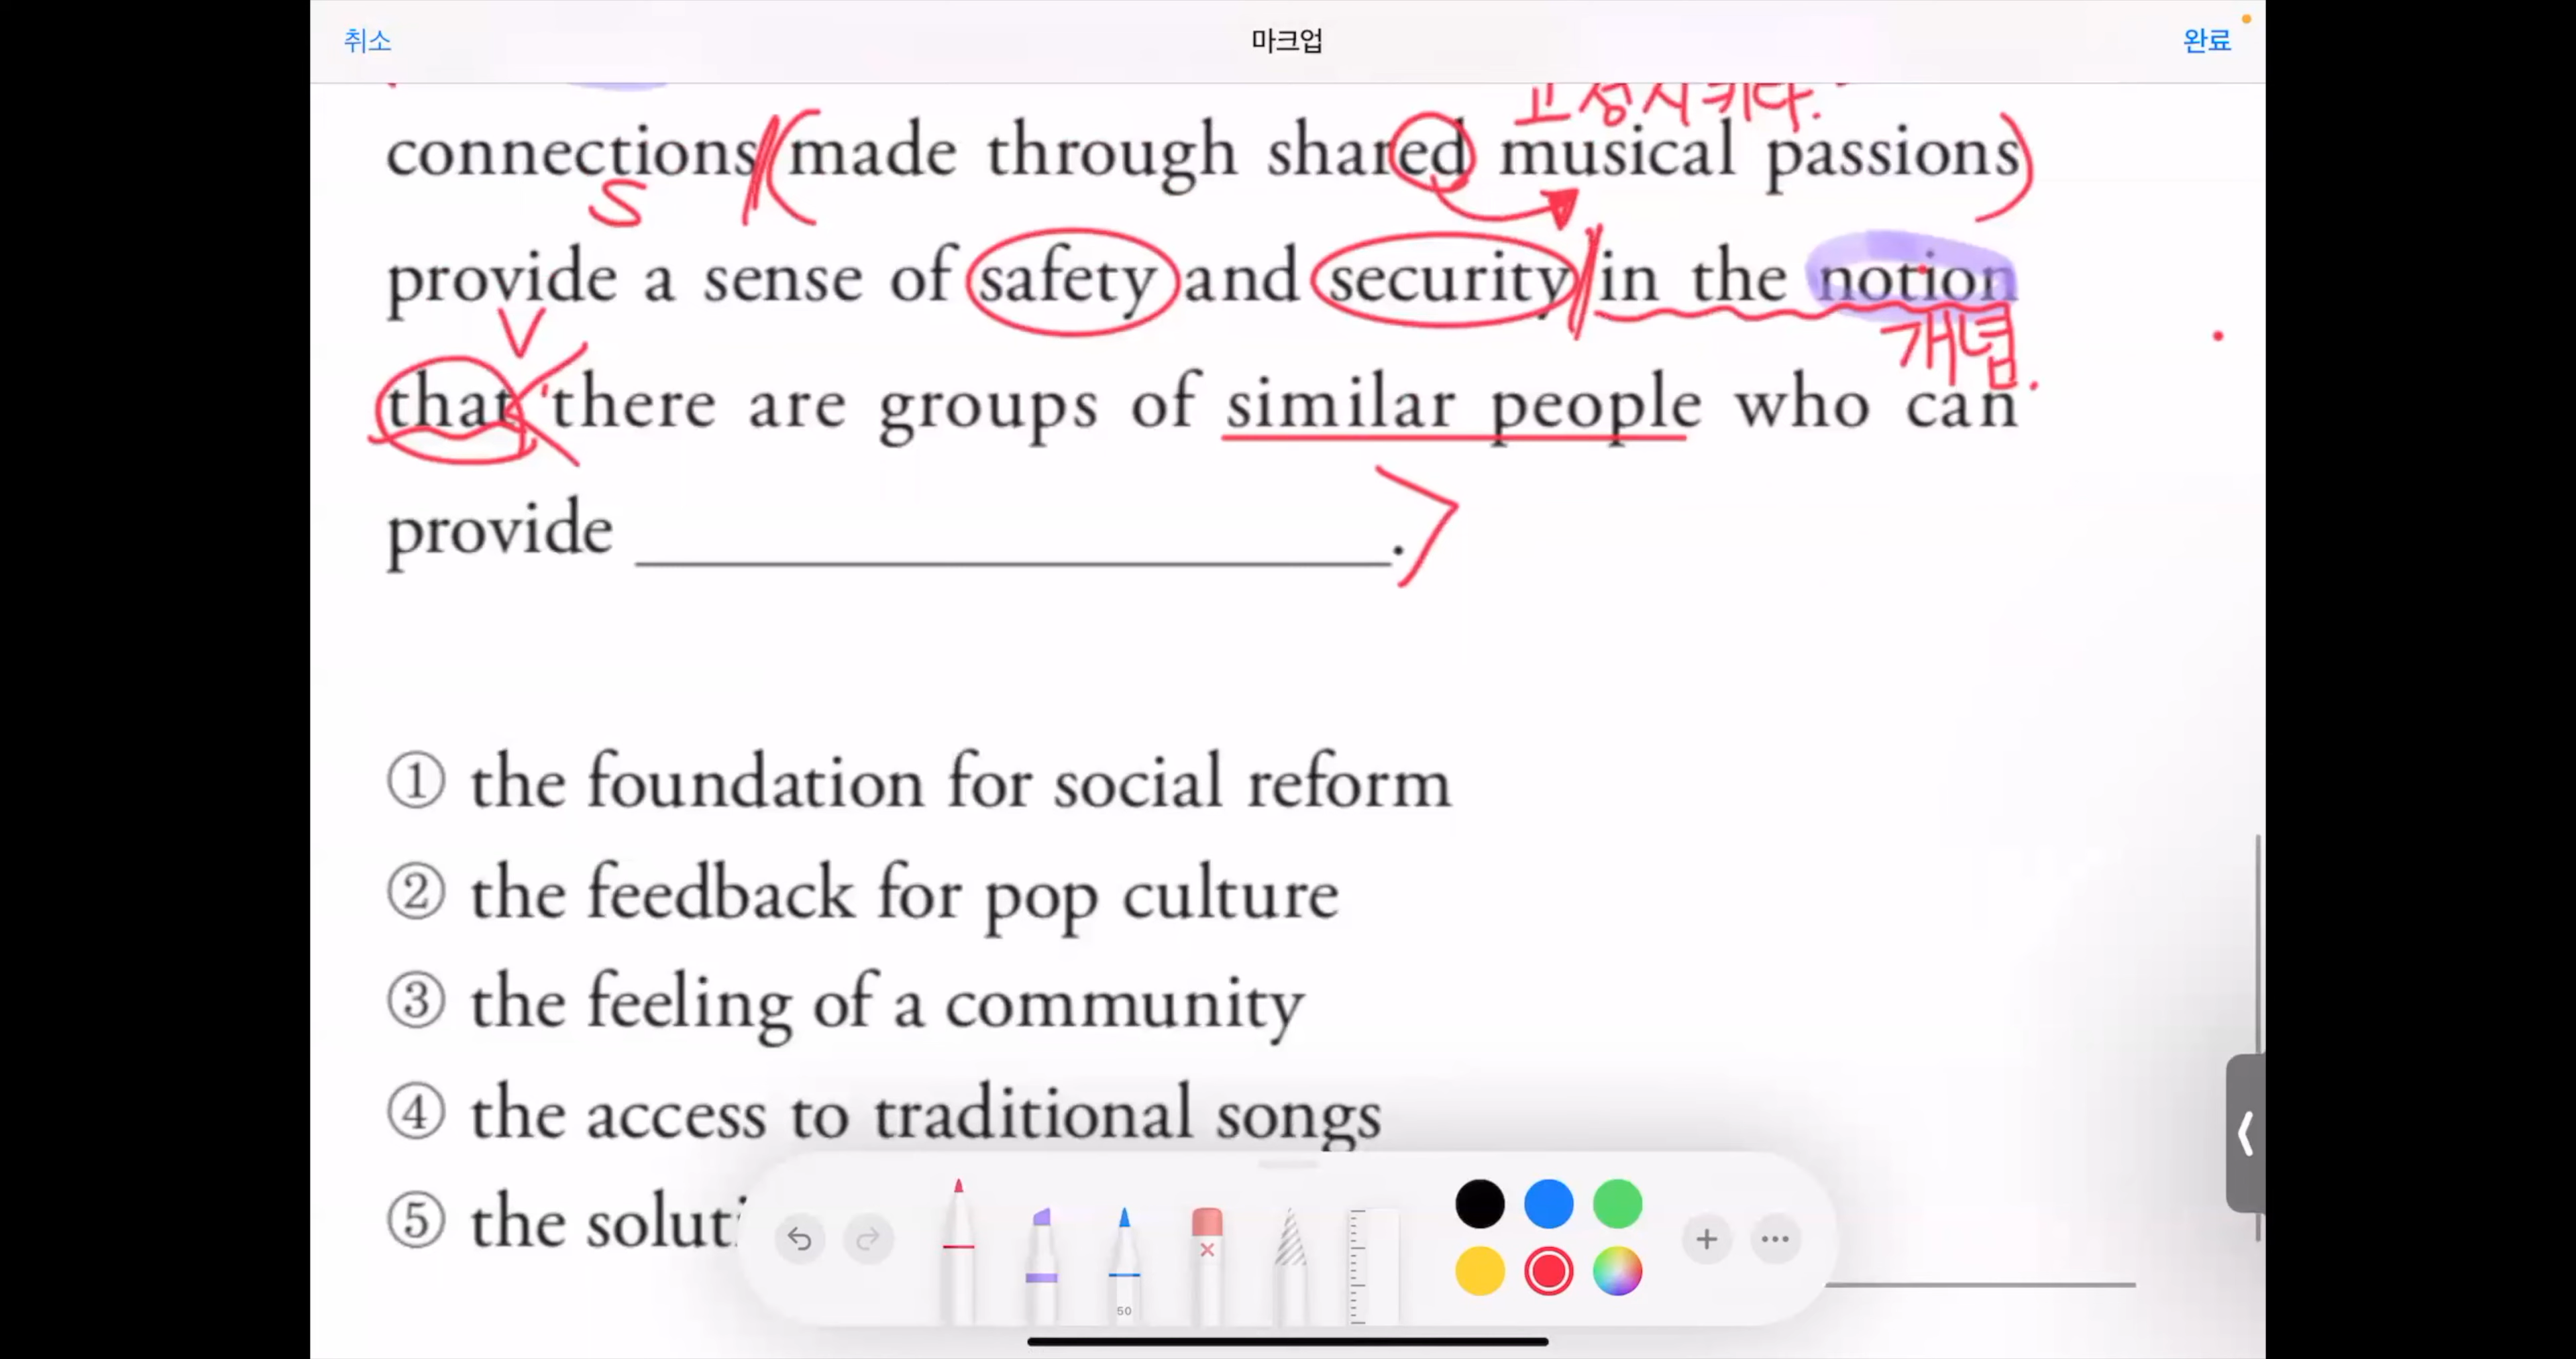 취소
마크업
완료
고정시키다.
connections (made through shared musical passions)
S
provide a sense of safety and security in the notion
V
개념.
that there are groups of similar people who can
provide ____________.
① the foundation for social reform
② the feedback for pop culture
③ the feeling of a community
④ the access to traditional songs
⑤ the soluti
50